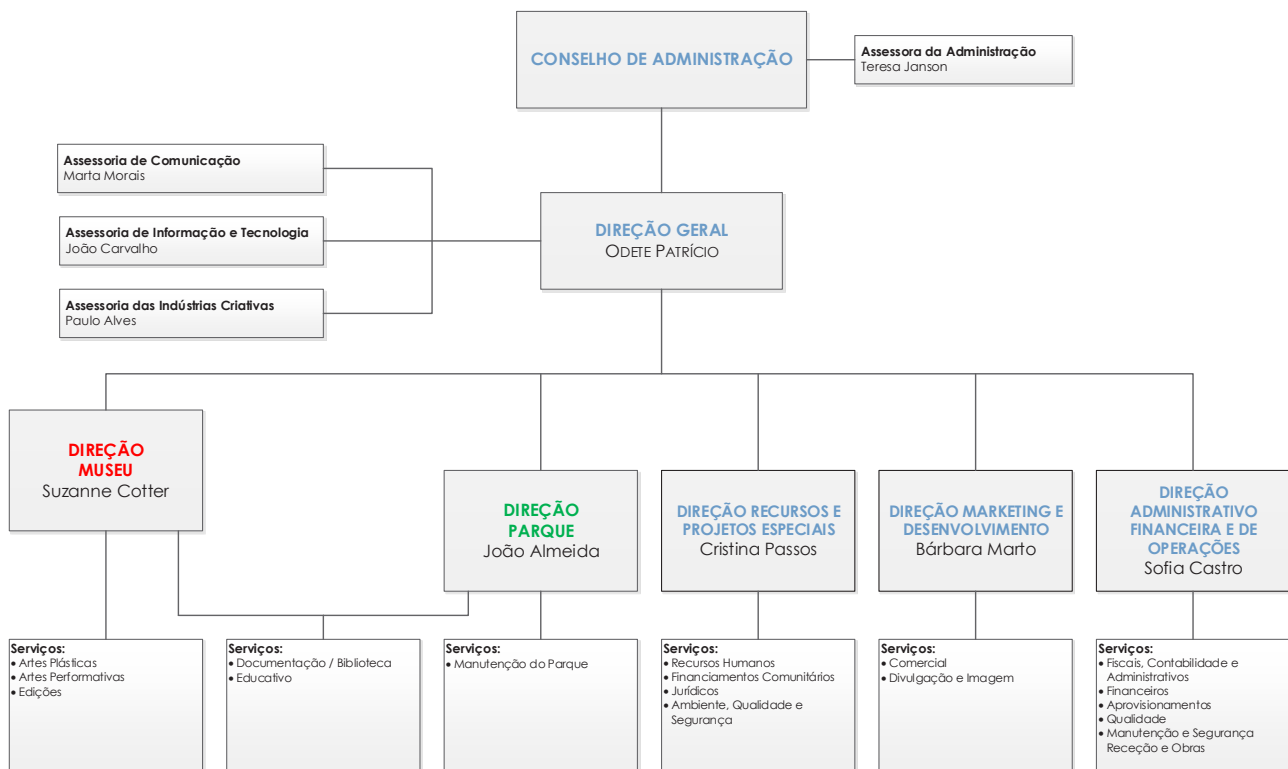 CONSELHO DE ADMINISTRAÇÃO
Assessora da Administração
Teresa Janson
Assessoria de Comunicação
Marta Morais
Assessoria de Informação e Tecnologia
João Carvalho
Assessoria das Indústrias Criativas
Paulo Alves
DIREÇÃO GERAL
ODETE PATRÍCIO
DIREÇÃO
MUSEU
Suzanne Cotter
DIREÇÃO
PARQUE
João Almeida
DIREÇÃO RECURSOS E
PROJETOS ESPECIAIS
Cristina Passos
DIREÇÃO MARKETING E
DESENVOLVIMENTO
Bárbara Marto
DIREÇÃO
ADMINISTRATIVO
FINANCEIRA E DE
OPERAÇÕES
Sofia Castro
Serviços:
• Artes Plásticas
• Artes Performativas
• Edições
Serviços:
• Documentação / Biblioteca
• Educativo
Serviços:
• Manutenção do Parque
Serviços:
• Recursos Humanos
• Financiamentos Comunitários
• Jurídicos
• Ambiente, Qualidade e
Segurança
Serviços:
• Comercial
• Divulgação e Imagem
Serviços:
• Fiscais, Contabilidade e
Administrativos
• Financeiros
• Aprovisionamentos
• Qualidade
• Manutenção e Segurança
Receção e Obras